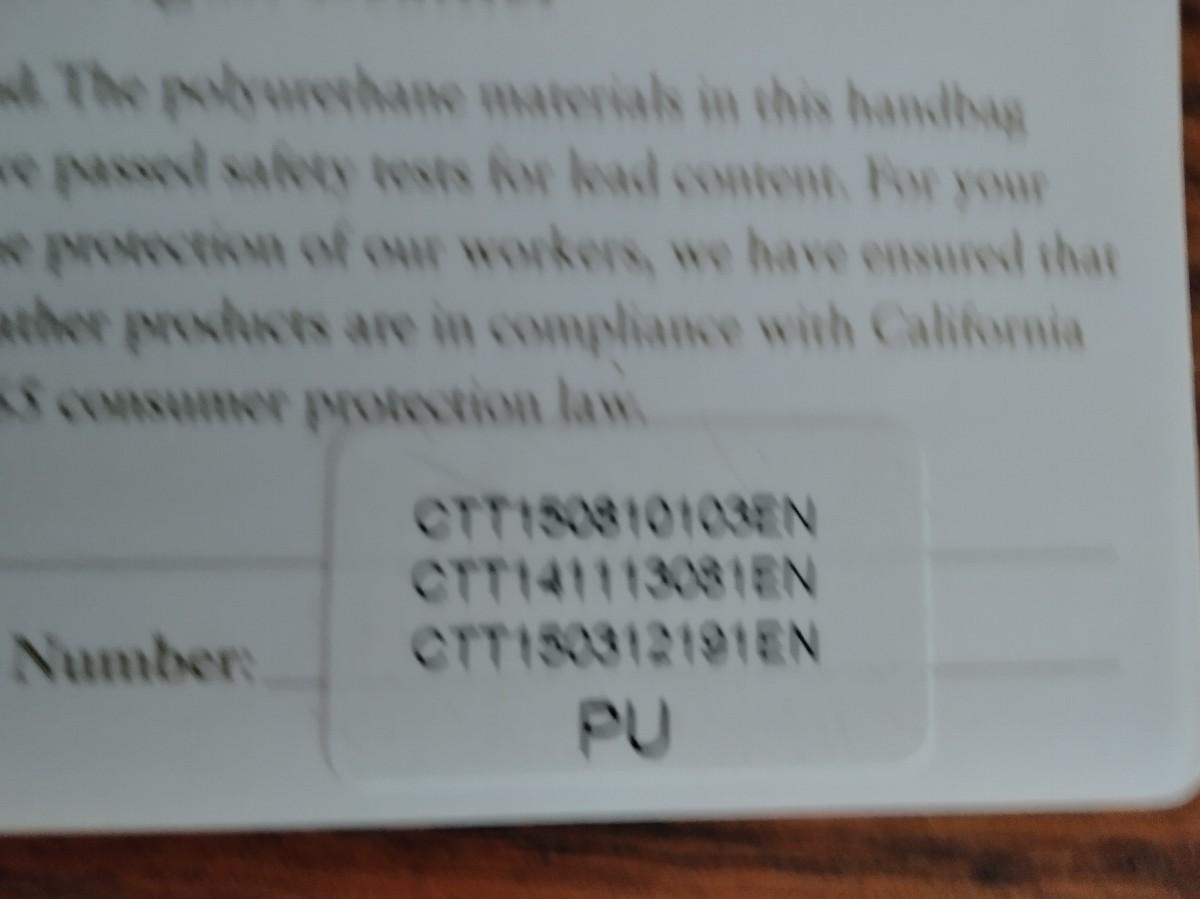 The polyurethane materials in this handbag
passed safety tests for lead content. For your
protection of our workers, we have ensured that
products are in compliance with California
65 consumer protection law.
CTT150810103EN
CTT141113081EN
CTT150312191EN
Number:
PU